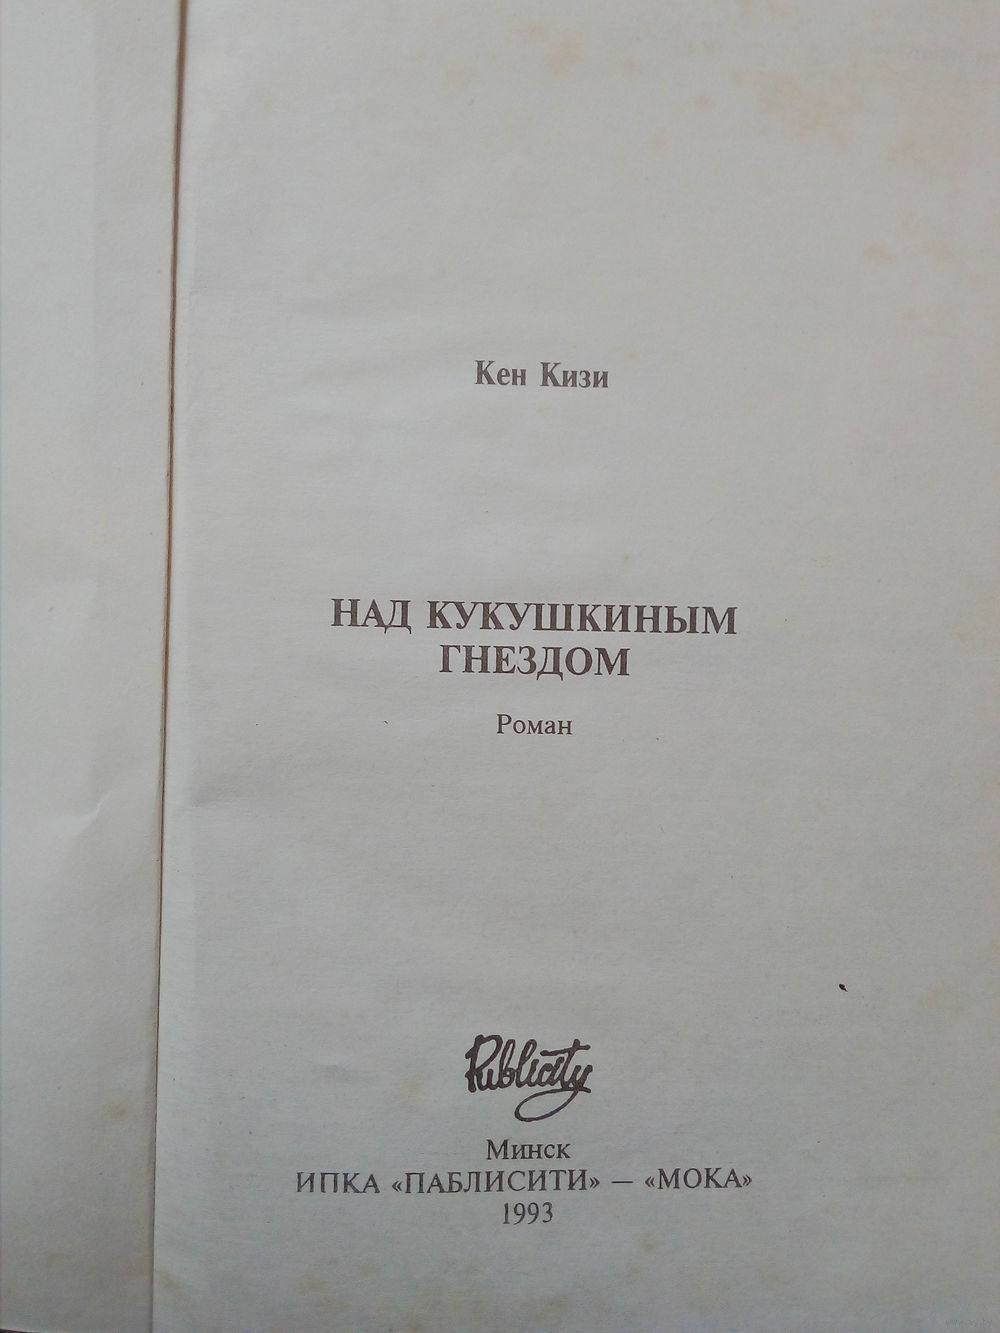 Кен Кизи
НАД КУКУШКИНЫМ
ГНЕЗДОМ
Роман
Publicity
Минск
ИПКА «ПАБЛИСИТИ» — «МОКА»
1993